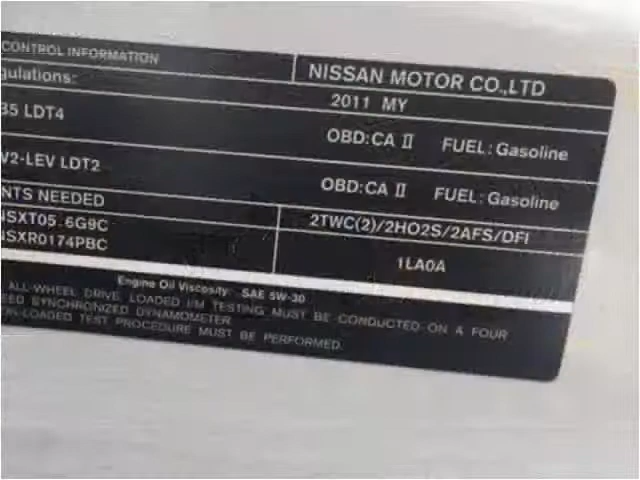 CONTROL INFORMATION
NISSAN MOTOR CO.,LTD
gulations:
2011 MY
B5 LDT4
OBD:CA II FUEL: Gasoline
V2-LEV LDT2
OBD:CA II FUEL: Gasoline
NTS NEEDED
NSXT05.6G9C
2TWC(2)/2HO2S/2AFS/DFI
NSXR0174PBC
1LA0A
Engine Oil Viscosity: SAE 5W-30
ALL-WHEEL DRIVE, LOADED I/M TESTING MUST BE CONDUCTED ON A FOUR
EED SYNCHRONIZED DYNAMOMETER
N-LOADED TEST PROCEDURE MUST BE PERFORMED.